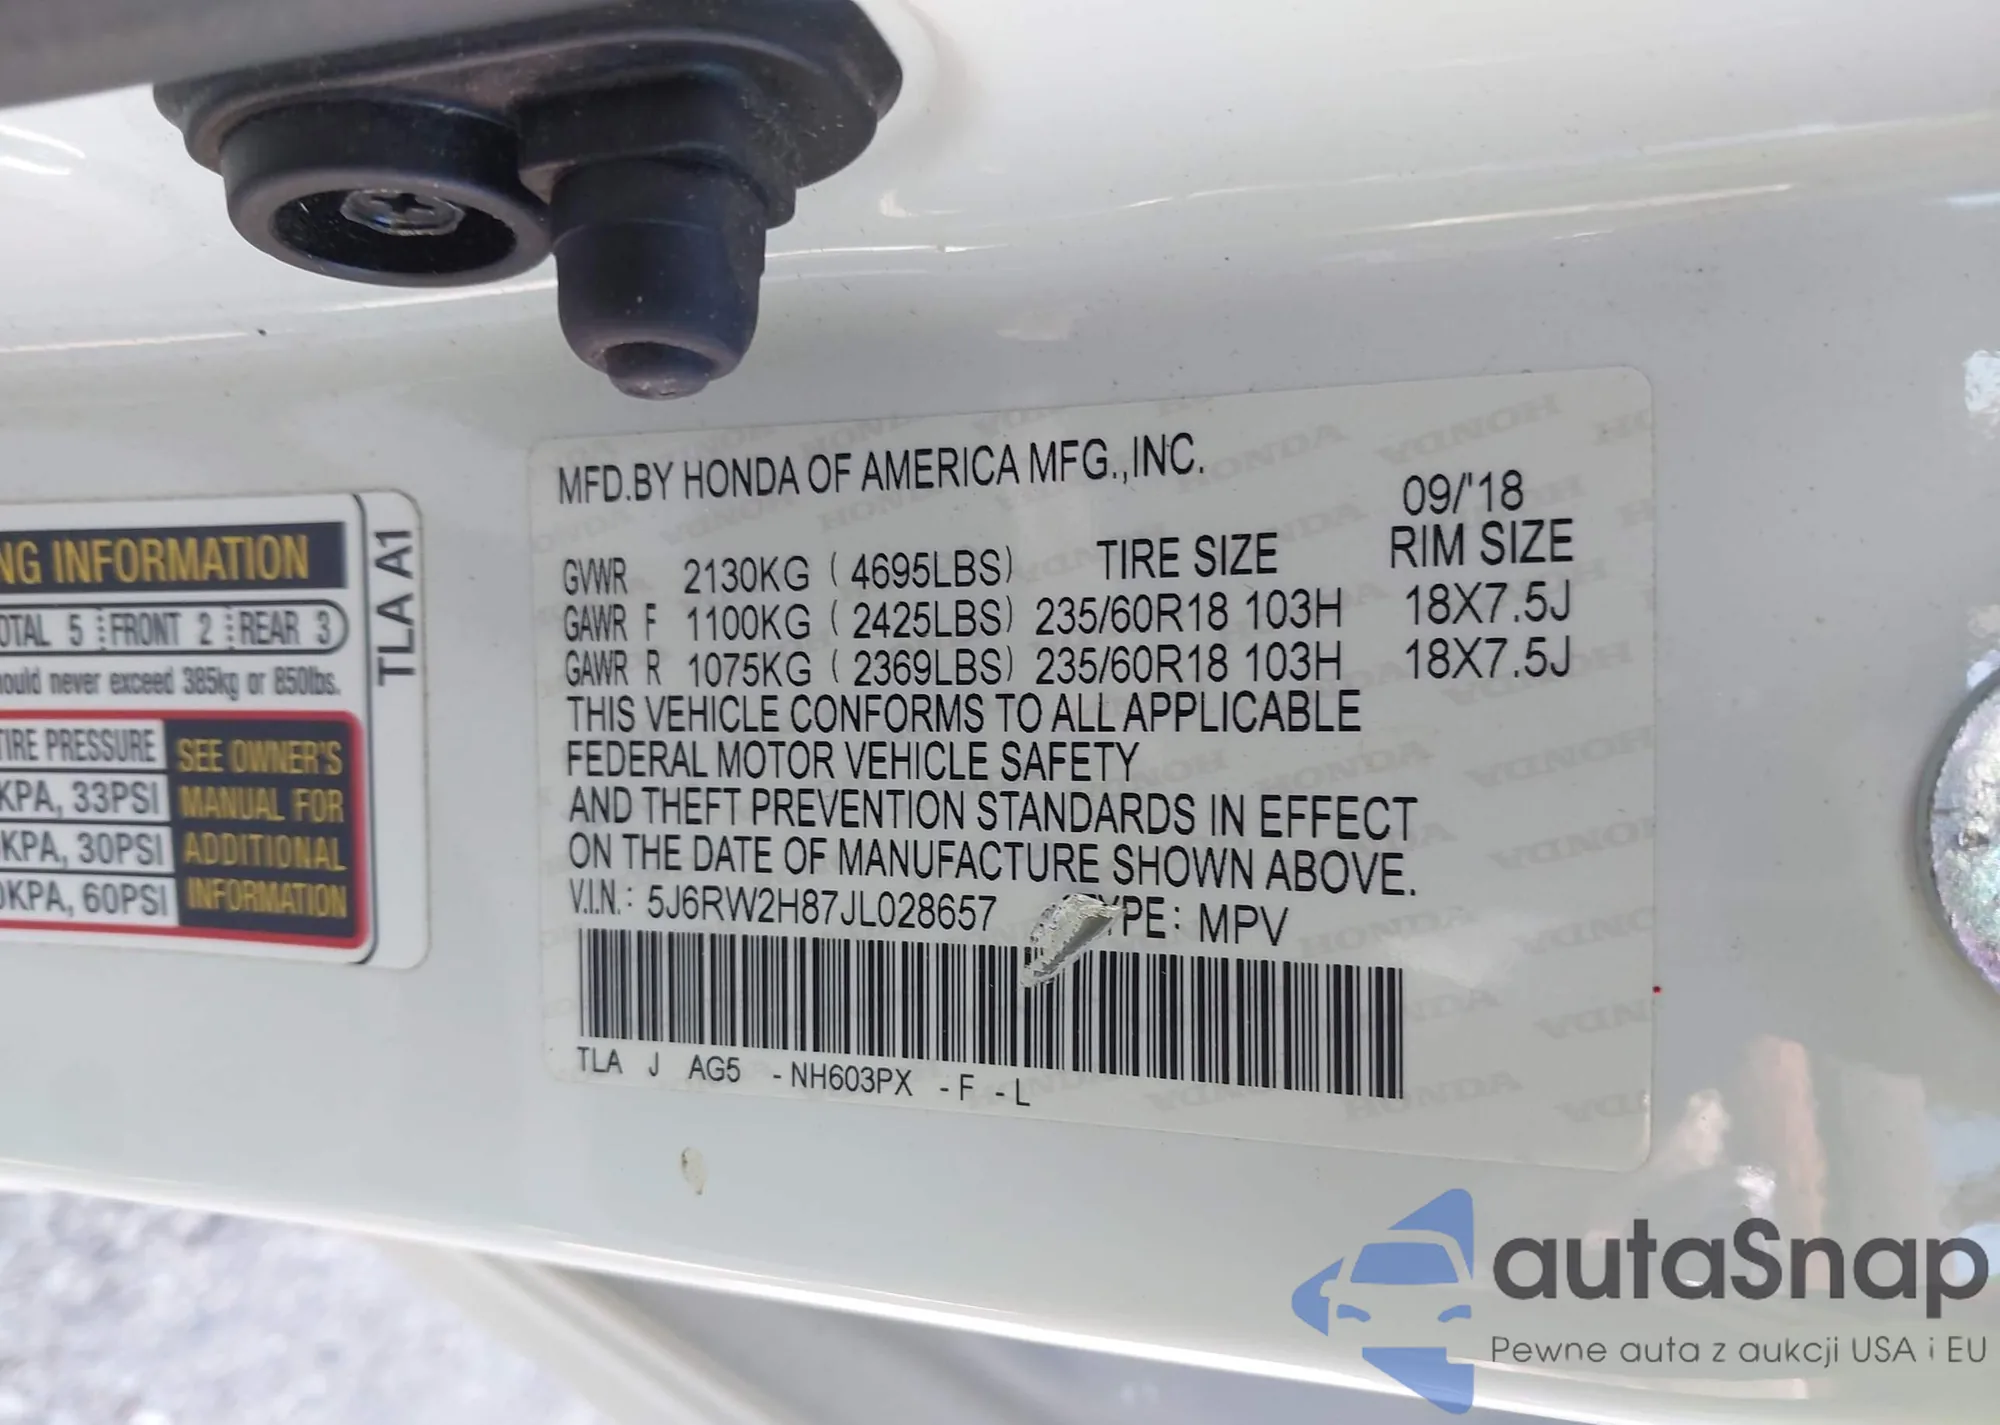 NG INFORMATION
OTAL 5 FRONT 2 REAR 3
ould never exceed 385kg or 850lbs.
TIRE PRESSURE
KPA, 33PSI
KPA, 30PSI
0KPA, 60PSI
SEE OWNER'S
MANUAL FOR
ADDITIONAL
INFORMATION
TLA A1
MFD.BY HONDA OF AMERICA MFG.,INC.
09/'18
GVWR 2130KG ( 4695LBS) TIRE SIZE RIM SIZE
GAWR F 1100KG ( 2425LBS) 235/60R18 103H 18X7.5J
GAWR R 1075KG ( 2369LBS) 235/60R18 103H 18X7.5J
THIS VEHICLE CONFORMS TO ALL APPLICABLE
FEDERAL MOTOR VEHICLE SAFETY
AND THEFT PREVENTION STANDARDS IN EFFECT
ON THE DATE OF MANUFACTURE SHOWN ABOVE.
V.I.N.: 5J6RW2H87JL028657 TYPE: MPV
TLA J AG5 -NH603PX -F -L
autaSnap
Pewne auta z aukcji USA i EU